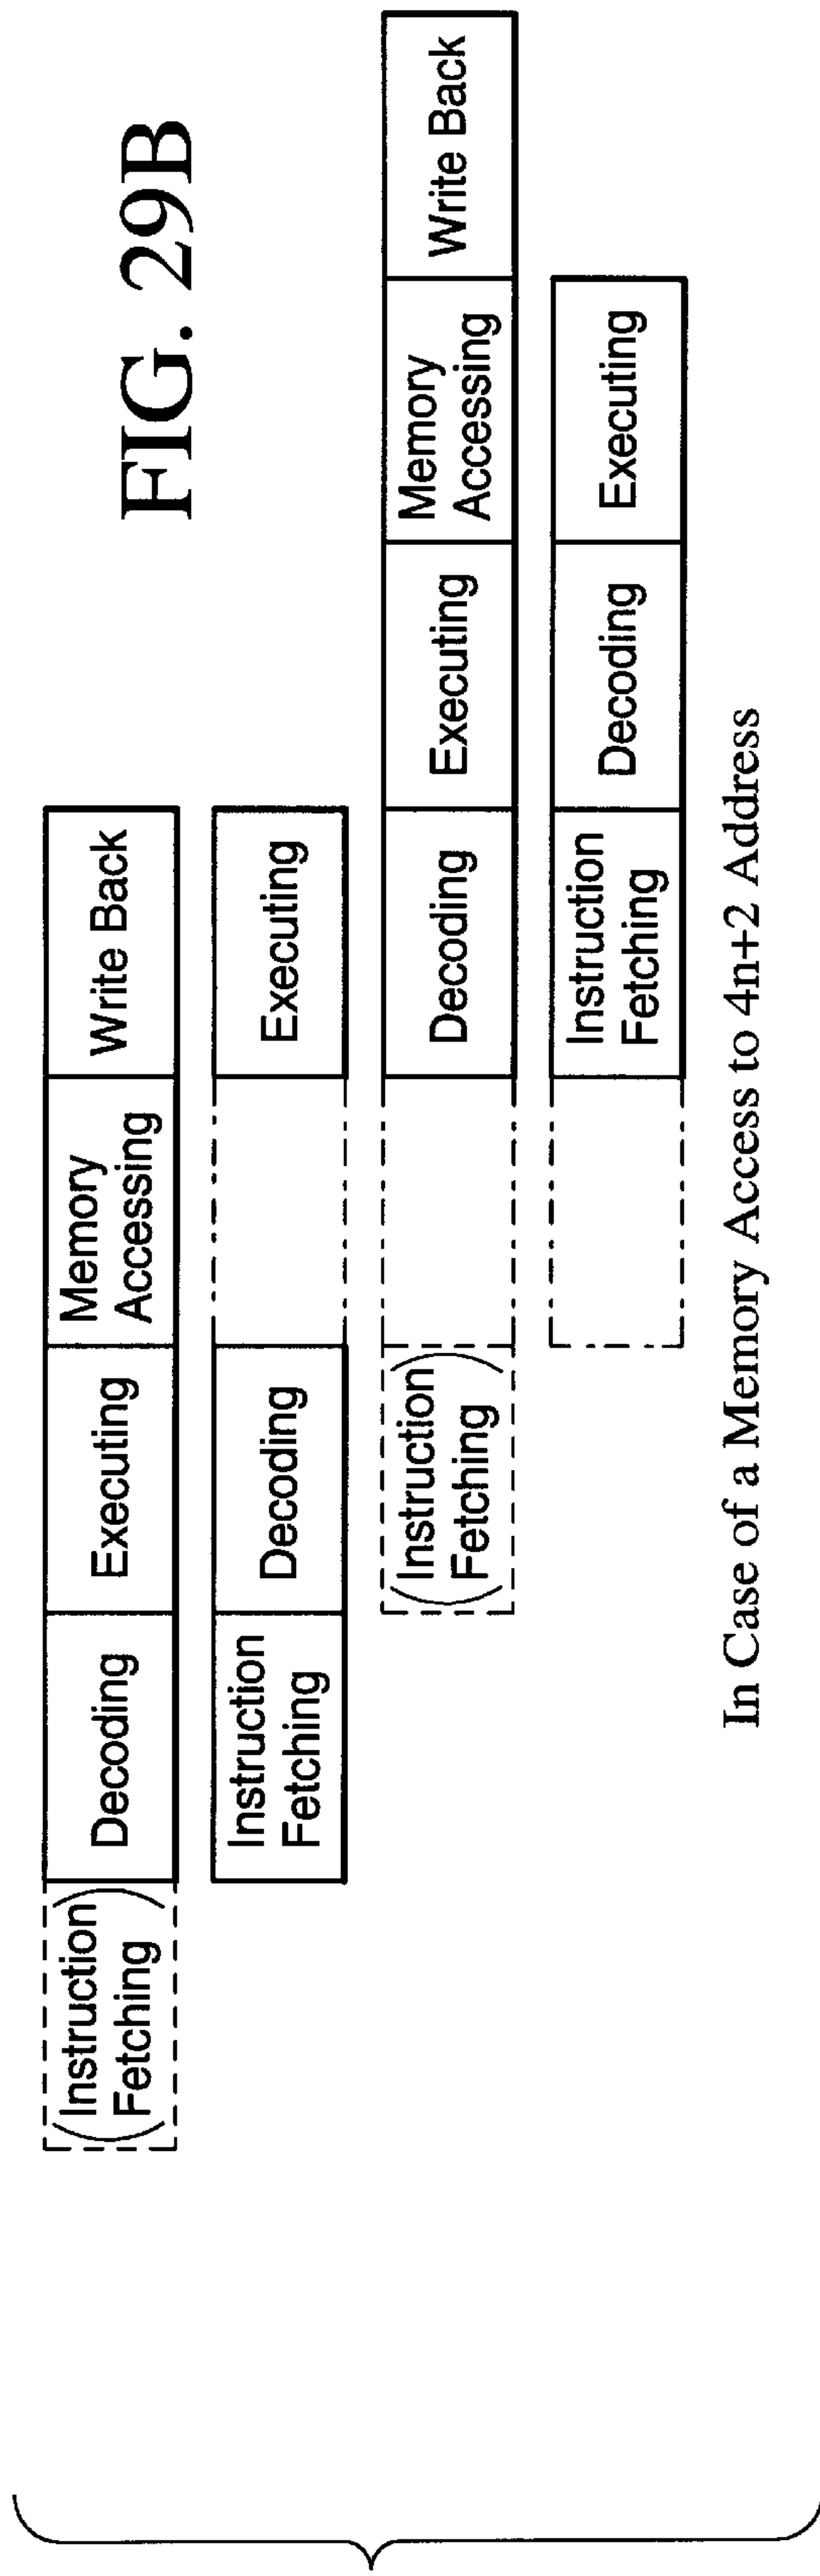 FIG. 29B
(Instruction
Fetching)
Decoding
Executing
Memory
Accessing
Write Back
Instruction
Fetching
Decoding
Executing
(Instruction
Fetching)
Decoding
Executing
Memory
Accessing
Write Back
Instruction
Fetching
Decoding
Executing
In Case of a Memory Access to 4n+2 Address